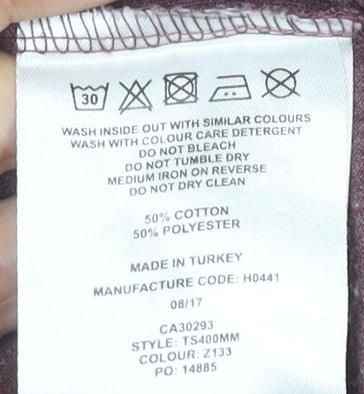 30
WASH INSIDE OUT WITH SIMILAR COLOURS
WASH WITH COLOUR CARE DETERGENT
DO NOT BLEACH
DO NOT TUMBLE DRY
MEDIUM IRON ON REVERSE
DO NOT DRY CLEAN
50% COTTON
50% POLYESTER
MADE IN TURKEY
MANUFACTURE CODE: H0441
08/17
CA30293
STYLE: TS400MM
COLOUR: Z133
PO: 14885